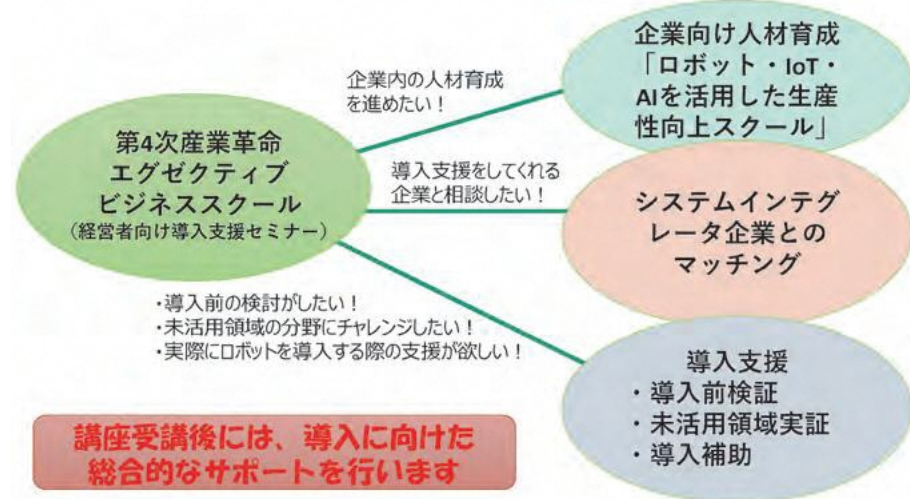 第4次産業革命
エグゼクティブ
ビジネススクール
（経営者向け導入支援セミナー）
企業内の人材育成
を進めたい！
企業向け人材育成
「ロボット・IoT・
AIを活用した生産
性向上スクール」
導入支援をしてくれる
企業と相談したい！
システムインテグ
レータ企業との
マッチング
・導入前の検討がしたい！
・未活用領域の分野にチャレンジしたい！
・実際にロボットを導入する際の支援が欲しい！
導入支援
・導入前検証
・未活用領域実証
・導入補助
講座受講後には、導入に向けた
総合的なサポートを行います